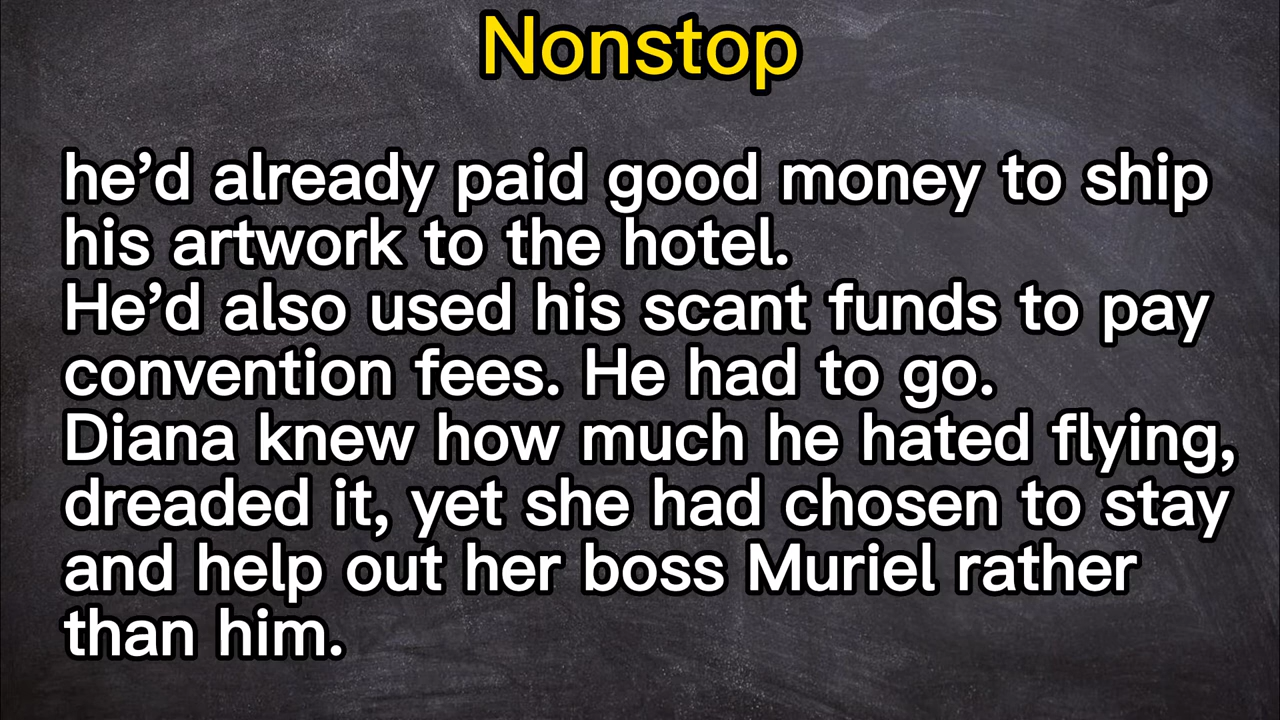 Nonstop
he’d already paid good money to ship
his artwork to the hotel.
He’d also used his scant funds to pay
convention fees. He had to go.
Diana knew how much he hated flying,
dreaded it, yet she had chosen to stay
and help out her boss Muriel rather
than him.